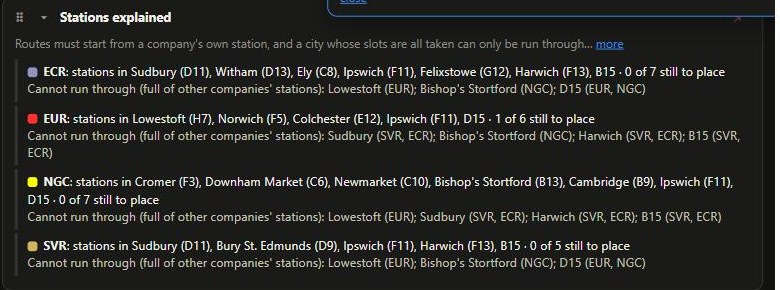 close
Stations explained
Routes must start from a company's own station, and a city whose slots are all taken can only be run through... more
ECR: stations in Sudbury (D11), Witham (D13), Ely (C8), Ipswich (F11), Felixstowe (G12), Harwich (F13), B15 · 0 of 7 still to place
Cannot run through (full of other companies' stations): Lowestoft (EUR); Bishop's Stortford (NGC); D15 (EUR, NGC)
EUR: stations in Lowestoft (H7), Norwich (F5), Colchester (E12), Ipswich (F11), D15 · 1 of 6 still to place
Cannot run through (full of other companies' stations): Sudbury (SVR, ECR); Bishop's Stortford (NGC); Harwich (SVR, ECR); B15 (SVR,
ECR)
NGC: stations in Cromer (F3), Downham Market (C6), Newmarket (C10), Bishop's Stortford (B13), Cambridge (B9), Ipswich (F11),
D15 · 0 of 7 still to place
Cannot run through (full of other companies' stations): Lowestoft (EUR); Sudbury (SVR, ECR); Harwich (SVR, ECR); B15 (SVR, ECR)
SVR: stations in Sudbury (D11), Bury St. Edmunds (D9), Ipswich (F11), Harwich (F13), B15 · 0 of 5 still to place
Cannot run through (full of other companies' stations): Lowestoft (EUR); Bishop's Stortford (NGC); D15 (EUR, NGC)